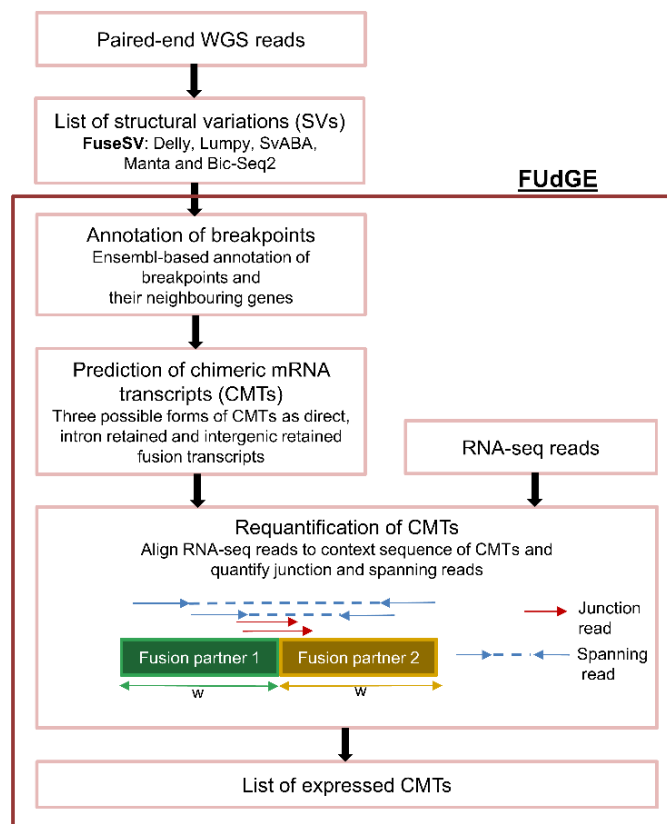 Paired-end WGS reads
List of structural variations (SVs)
FuseSV: Delly, Lumpy, SvABA,
Manta and Bic-Seq2
FUdGE
Annotation of breakpoints
Ensembl-based annotation of
breakpoints and
their neighbouring genes
Prediction of chimeric mRNA
transcripts (CMTs)
Three possible forms of CMTs as direct,
intron retained and intergenic retained
fusion transcripts
RNA-seq reads
Requantification of CMTs
Align RNA-seq reads to context sequence of CMTs and
quantify junction and spanning reads
Junction
read
Fusion partner 1
Fusion partner 2
Spanning
read
w
w
List of expressed CMTs